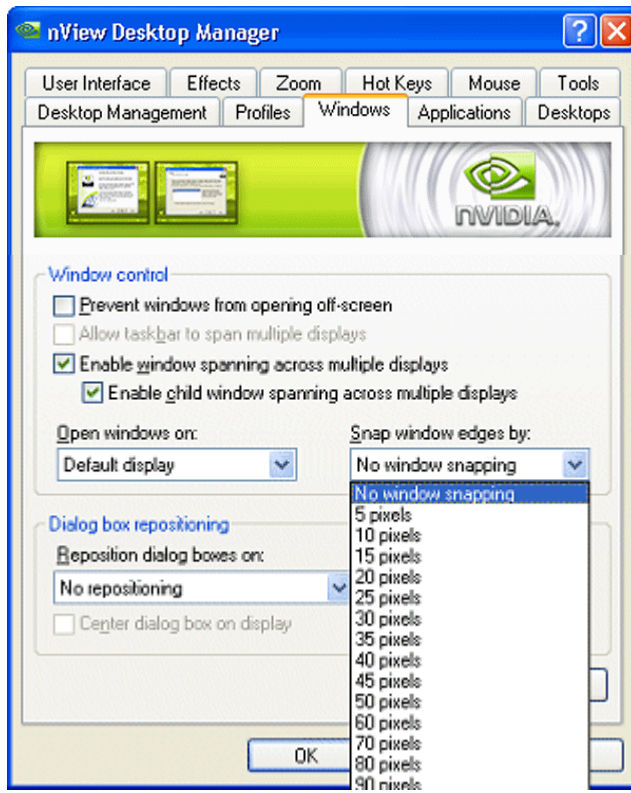 nView Desktop Manager
User Interface Effects Zoom Hot Keys Mouse Tools
Desktop Management Profiles Windows Applications Desktops
nVIDIA.
Window control
Prevent windows from opening off-screen
Allow taskbar to span multiple displays
Enable window spanning across multiple displays
Enable child window spanning across multiple displays
Open windows on: Snap window edges by:
Default display No window snapping
No window snapping
5 pixels
10 pixels
15 pixels
20 pixels
25 pixels
30 pixels
35 pixels
40 pixels
45 pixels
50 pixels
60 pixels
70 pixels
80 pixels
90 pixels
Dialog box repositioning
Reposition dialog boxes on:
No repositioning
Center dialog box on display
OK